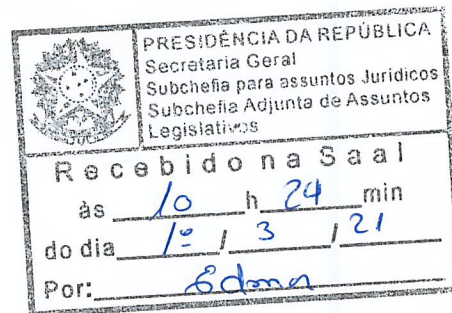 PRESIDÊNCIA DA REPÚBLICA
Secretaria Geral
Subchefia para assuntos Jurídicos
Subchefia Adjunta de Assuntos
Legislativos
Recebido na Saal
às 10 h 24 min
do dia 1º / 3 / 21
Por: Edmar